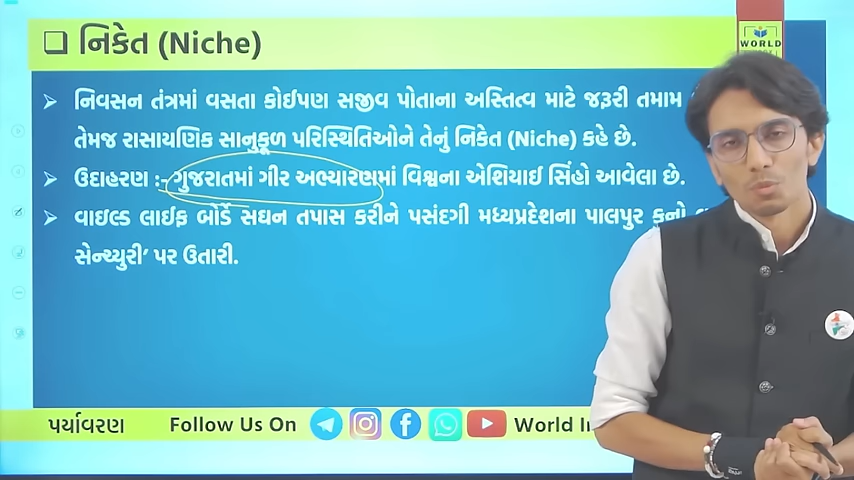 ❑ નિકેત (Niche)
WORLD
➤ નિવસન તંત્રમાં વસતા કોઈપણ સજીવ પોતાના અસ્તિત્વ માટે જરૂરી તમામ
તેમજ રાસાયણિક સાનુકૂળ પરિસ્થિતિઓને તેનું નિકેત (Niche) કહે છે.
➤ ઉદાહરણ :- ગુજરાતમાં ગીર અભ્યારણમાં વિશ્વના એશિયાઈ સિંહો આવેલા છે.
➤ વાઇલ્ડ લાઈફ બોર્ડે સઘન તપાસ કરીને પસંદગી મધ્યપ્રદેશના પાલપુર કૂનો
સેન્ચ્યુરી’ પર ઉતારી.
પર્યાવરણ Follow Us On World